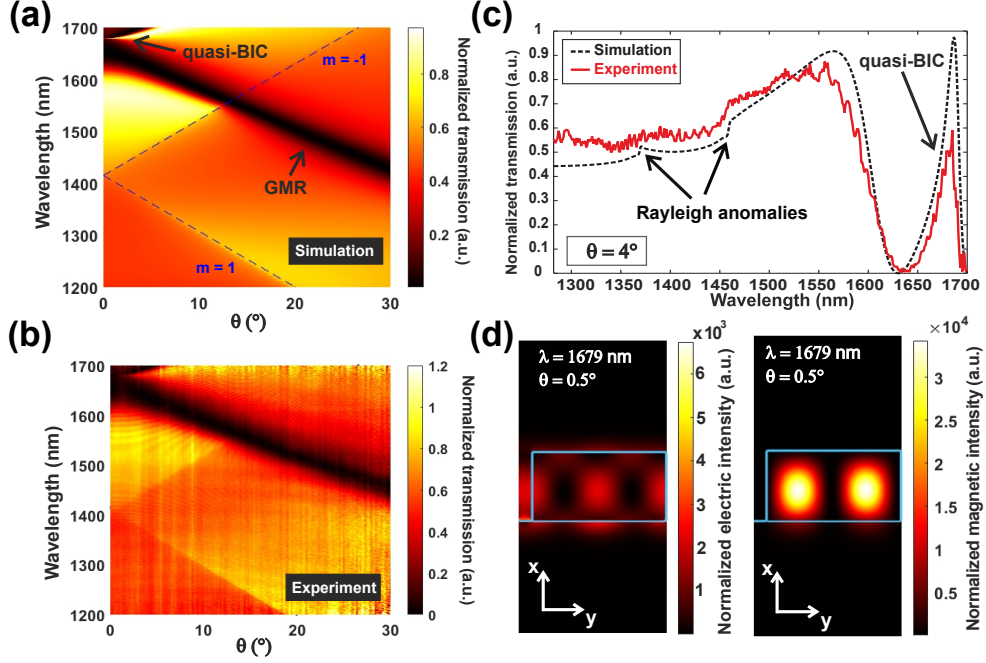 (a)
1700
1600
1500
1400
1300
1200
Wavelength (nm)
0
10
20
30
θ (°)
quasi-BIC
m = -1
GMR
m = 1
Simulation
0.8
0.6
0.4
0.2
Normalized transmission (a.u.)
(b)
1700
1600
1500
1400
1300
1200
Wavelength (nm)
0
10
20
30
θ (°)
Experiment
1.2
1
0.8
0.6
0.4
0.2
0
Normalized transmission (a.u.)
(c)
1
0.9
0.8
0.7
0.6
0.5
0.4
0.3
0.2
0.1
0
Normalized transmission (a.u.)
Simulation
Experiment
quasi-BIC
Rayleigh anomalies
θ = 4°
1300
1350
1400
1450
1500
1550
1600
1650
1700
Wavelength (nm)
(d)
λ = 1679 nm
θ = 0.5°
x
y
×10³
6
5
4
3
2
1
Normalized electric intensity (a.u.)
λ = 1679 nm
θ = 0.5°
x
y
×10⁴
3
2.5
2
1.5
1
0.5
Normalized magnetic intensity (a.u.)